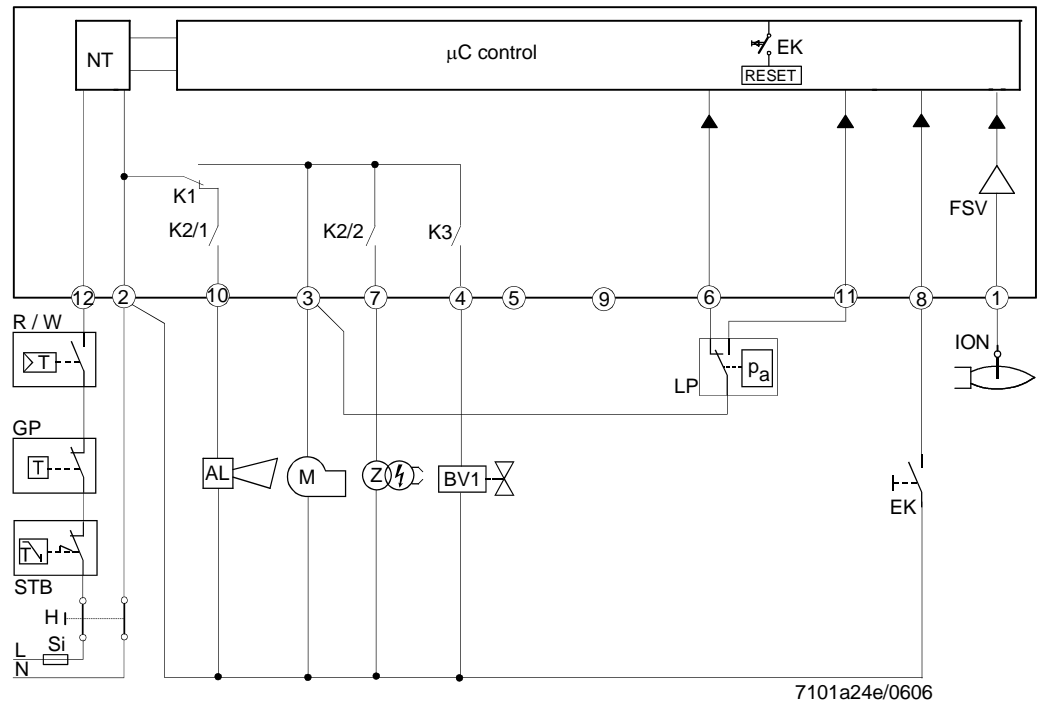 NT
µC control
EK
RESET
K1
FSV
K2/1
K2/2
K3
12
2
10
3
7
4
5
9
6
11
8
1
R / W
T
ION
LP
pa
GP
T
AL
M
Z
BV1
EK
T
STB
H
Si
L
N
7101a24e/0606